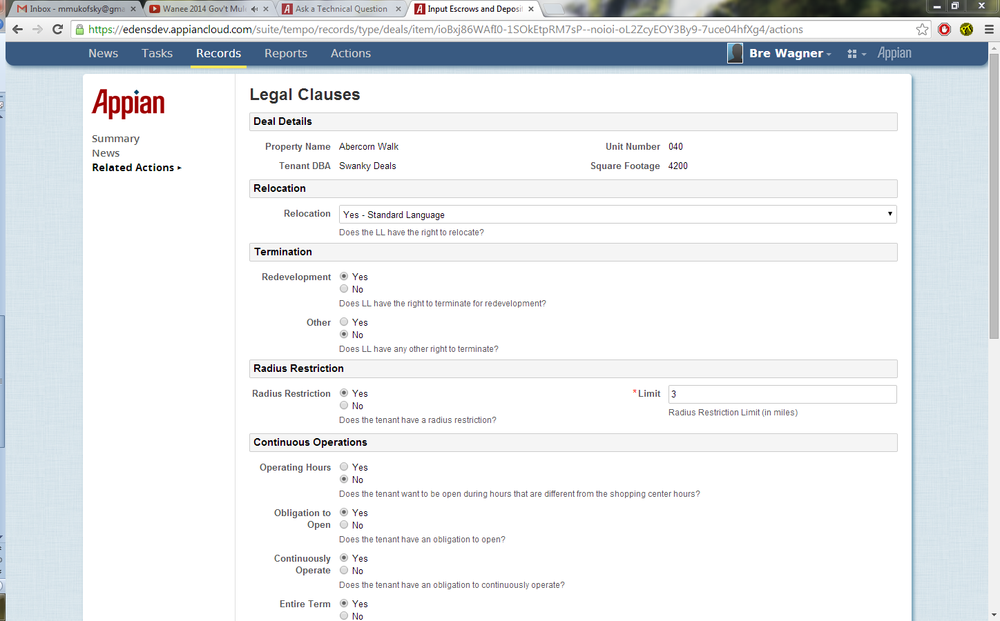 Inbox - mmukofsky@gma
Wanee 2014 Gov't Mule
Ask a Technical Question
Input Escrows and Deposit
https://edensdev.appiancloud.com/suite/tempo/records/type/deals/item/ioBxj86WAfI0-1SOkEtpRM7sP--noioi-oL2ZcyEOY3By9-7uce04hfXg4/actions
News Tasks Records Reports Actions Bre Wagner Appian
Appian
Summary
News
Related Actions
Legal Clauses
Deal Details
Property Name Abercorn Walk Unit Number 040
Tenant DBA Swanky Deals Square Footage 4200
Relocation
Relocation Yes - Standard Language
Does the LL have the right to relocate?
Termination
Redevelopment Yes
No
Does LL have the right to terminate for redevelopment?
Other Yes
No
Does LL have any other right to terminate?
Radius Restriction
Radius Restriction Yes *Limit 3
No
Does the tenant have a radius restriction? Radius Restriction Limit (in miles)
Continuous Operations
Operating Hours Yes
No
Does the tenant want to be open during hours that are different from the shopping center hours?
Obligation to Yes
Open No
Does the tenant have an obligation to open?
Continuously Yes
Operate No
Does the tenant have an obligation to continuously operate?
Entire Term Yes
No